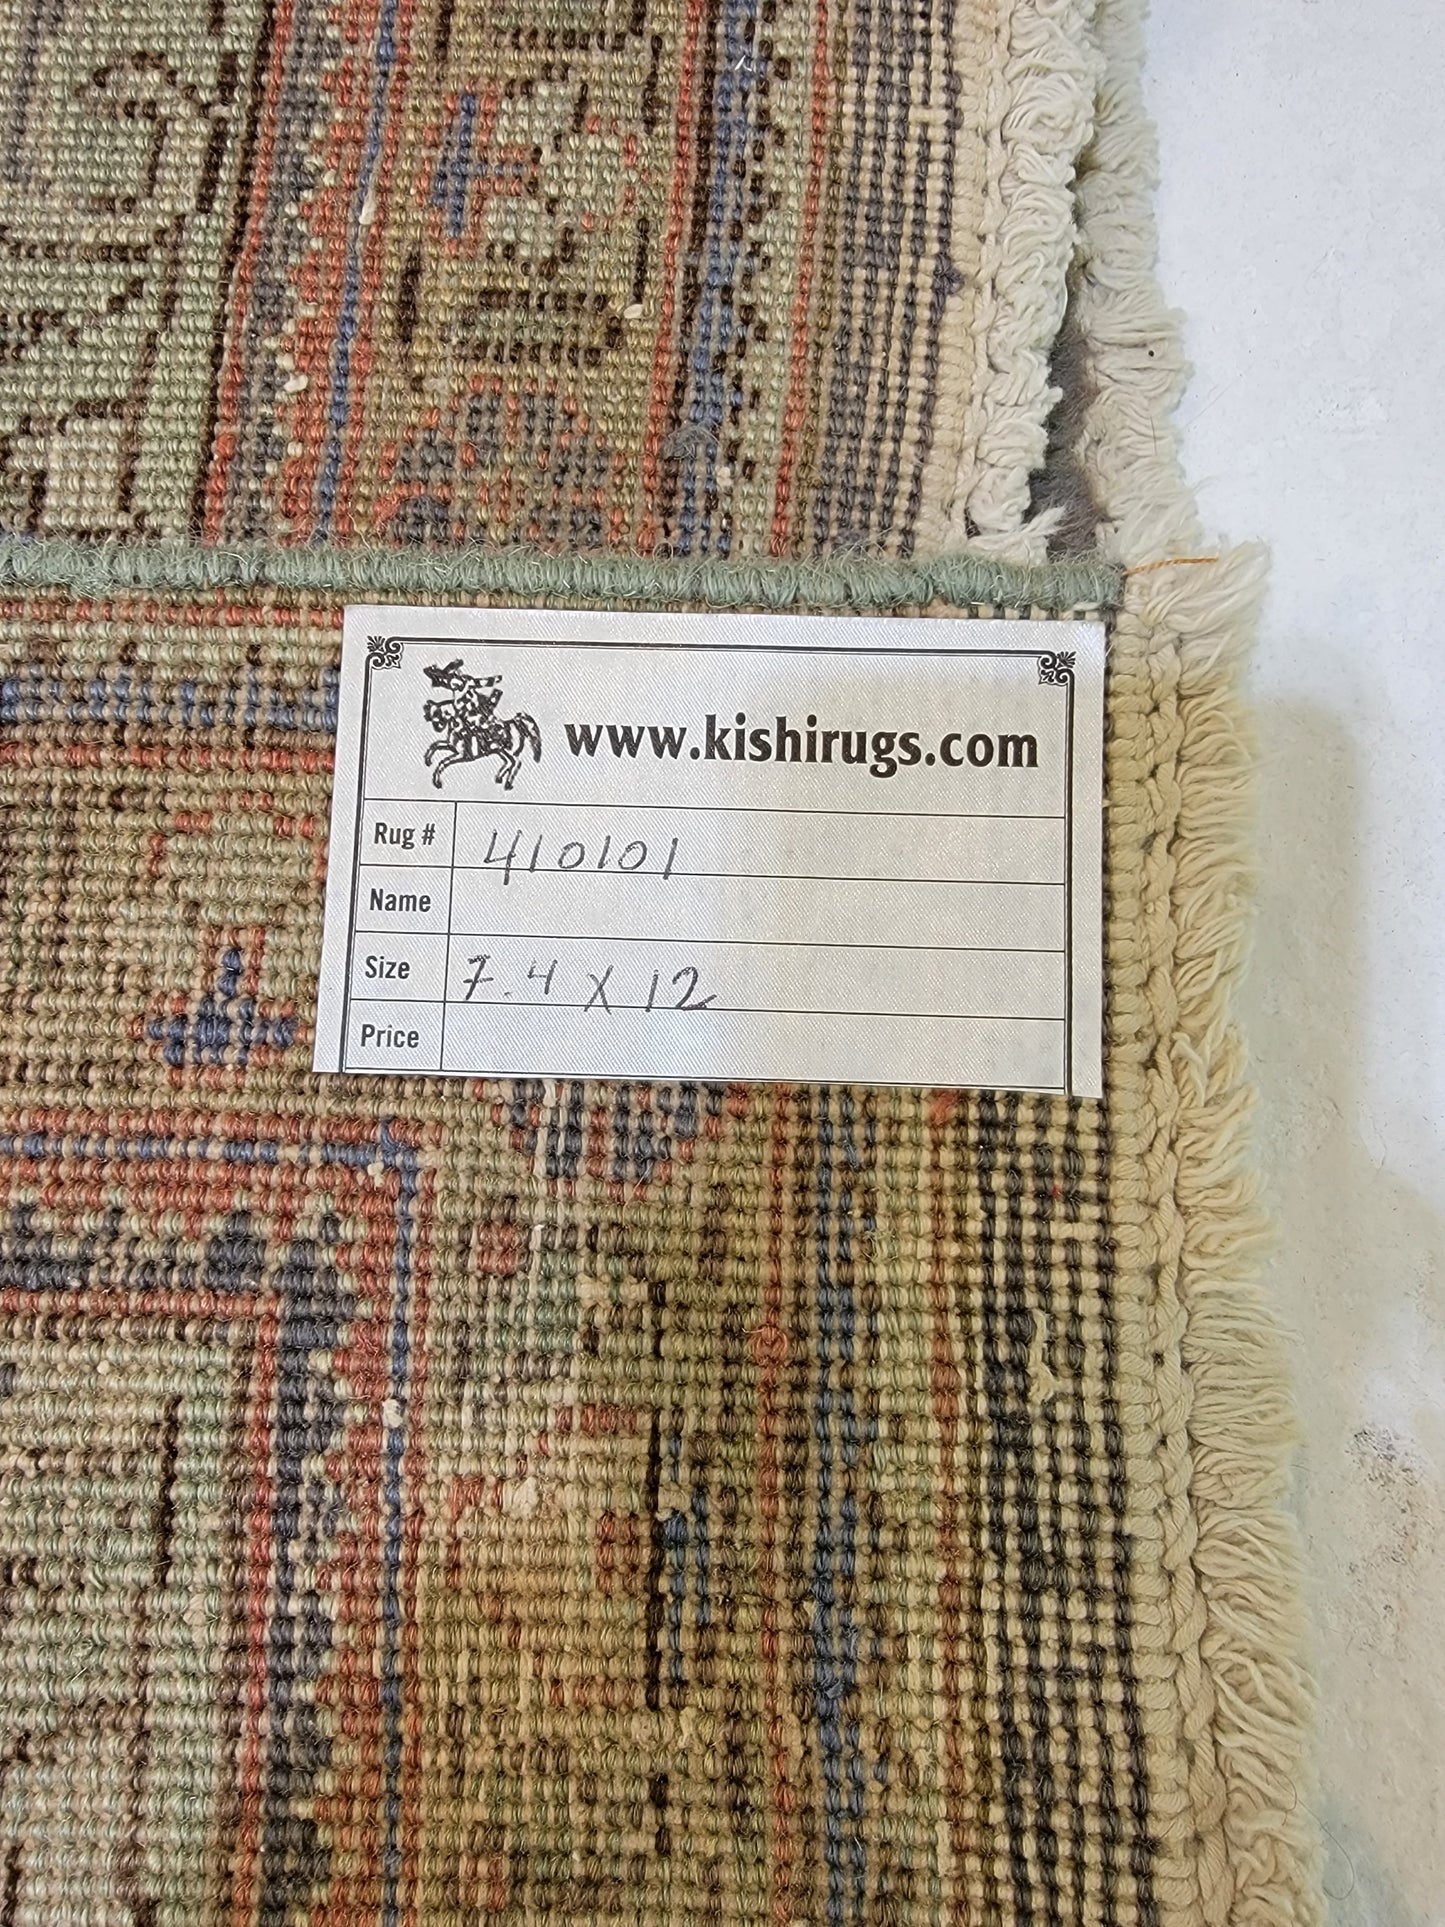 www.kishirugs.com
Rug # 410101
Name
Size 7.4 X 12
Price